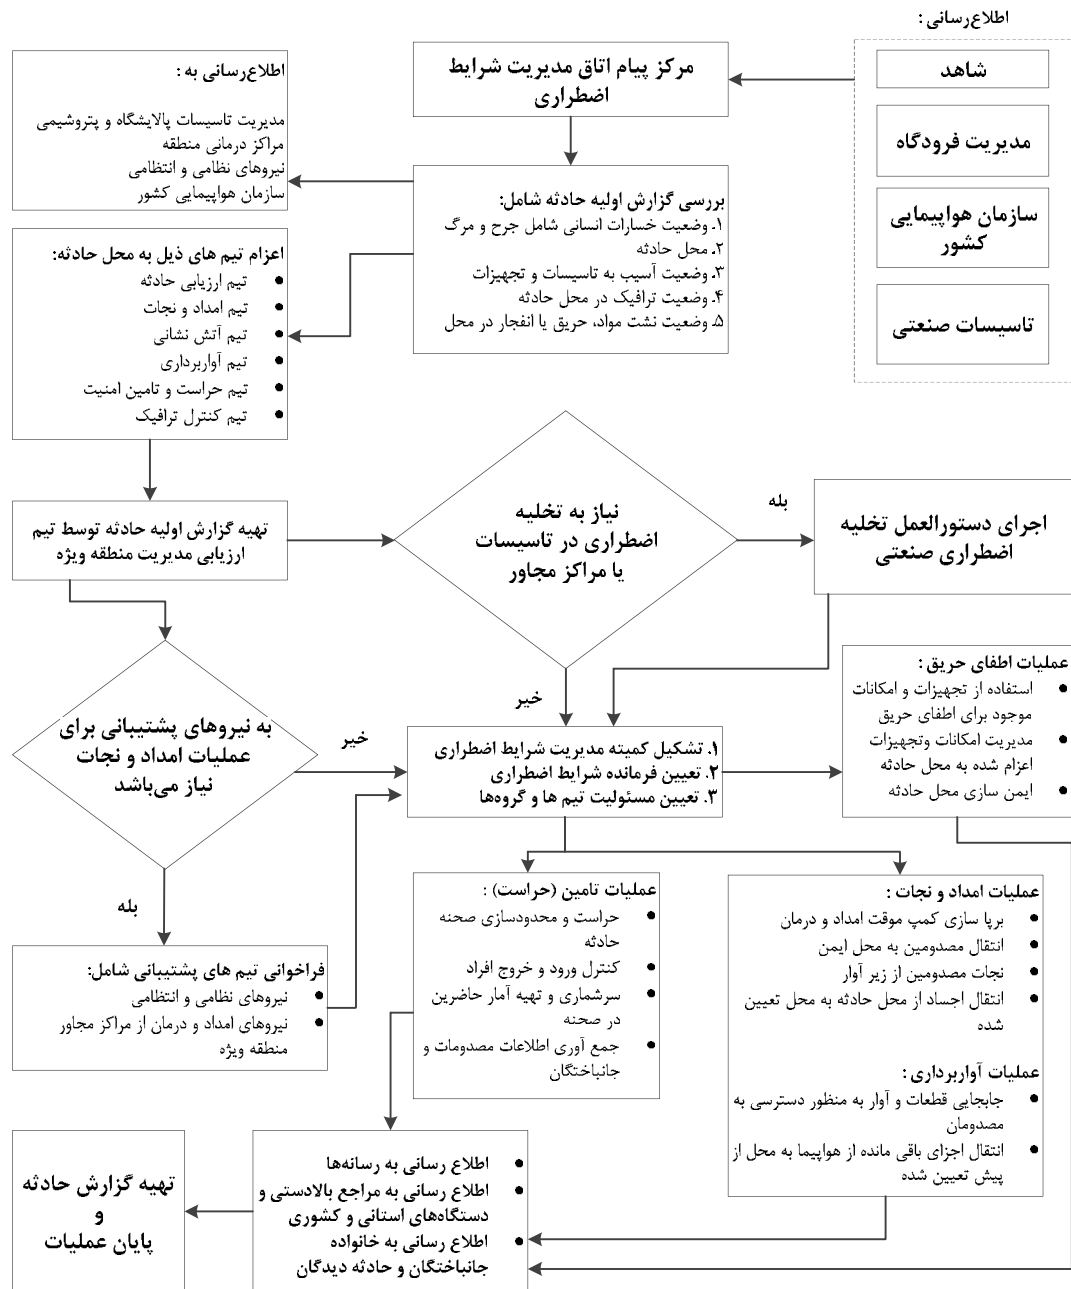 اطلاع‌رسانی :
شاهد
مدیریت فرودگاه
سازمان هواپیمایی
کشور
تاسیسات صنعتی
مرکز پیام اتاق مدیریت شرایط
اضطراری
اطلاع‌رسانی به :
مدیریت تاسیسات پالایشگاه و پتروشیمی
مراکز درمانی منطقه
نیروهای نظامی و انتظامی
سازمان هواپیمایی کشور
بررسی گزارش اولیه حادثه شامل:
۱. وضعیت خسارات انسانی شامل جرح و مرگ
۲. محل حادثه
۳. وضعیت آسیب به تاسیسات و تجهیزات
۴. وضعیت ترافیک در محل حادثه
۵. وضعیت نشت مواد، حریق یا انفجار در محل
اعزام تیم های ذیل به محل حادثه:
● تیم ارزیابی حادثه
● تیم امداد و نجات
● تیم آتش نشانی
● تیم آواربرداری
● تیم حراست و تامین امنیت
● تیم کنترل ترافیک
تهیه گزارش اولیه حادثه توسط تیم
ارزیابی مدیریت منطقه ویژه
نیاز به تخلیه
اضطراری در تاسیسات
یا مراکز مجاور
بله
اجرای دستورالعمل تخلیه
اضطراری صنعتی
خیر
به نیروهای پشتیبانی برای
عملیات امداد و نجات
نیاز می‌باشد
خیر
بله
۱. تشکیل کمیته مدیریت شرایط اضطراری
۲. تعیین فرمانده شرایط اضطراری
۳. تعیین مسئولیت تیم ها و گروه‌ها
عملیات اطفای حریق :
● استفاده از تجهیزات و امکانات
موجود برای اطفای حریق
● مدیریت امکانات وتجهیزات
اعزام شده به محل حادثه
● ایمن سازی محل حادثه
فراخوانی تیم های پشتیبانی شامل:
● نیروهای نظامی و انتظامی
● نیروهای امداد و درمان از مراکز مجاور
منطقه ویژه
عملیات تامین (حراست) :
● حراست و محدودسازی صحنه
حادثه
● کنترل ورود و خروج افراد
● سرشماری و تهیه آمار حاضرین
در صحنه
● جمع آوری اطلاعات مصدومات و
جانباختگان
عملیات امداد و نجات :
● برپا سازی کمپ موقت امداد و درمان
● انتقال مصدومین به محل ایمن
● نجات مصدومین از زیر آوار
● انتقال اجساد از محل حادثه به محل تعیین
شده
عملیات آواربرداری :
● جابجایی قطعات و آوار به منظور دسترسی به
مصدومان
● انتقال اجزای باقی مانده از هواپیما به محل از
پیش تعیین شده
● اطلاع رسانی به رسانه‌ها
● اطلاع رسانی به مراجع بالادستی و
دستگاه‌های استانی و کشوری
● اطلاع رسانی به خانواده
جانباختگان و حادثه دیدگان
تهیه گزارش حادثه
و
پایان عملیات